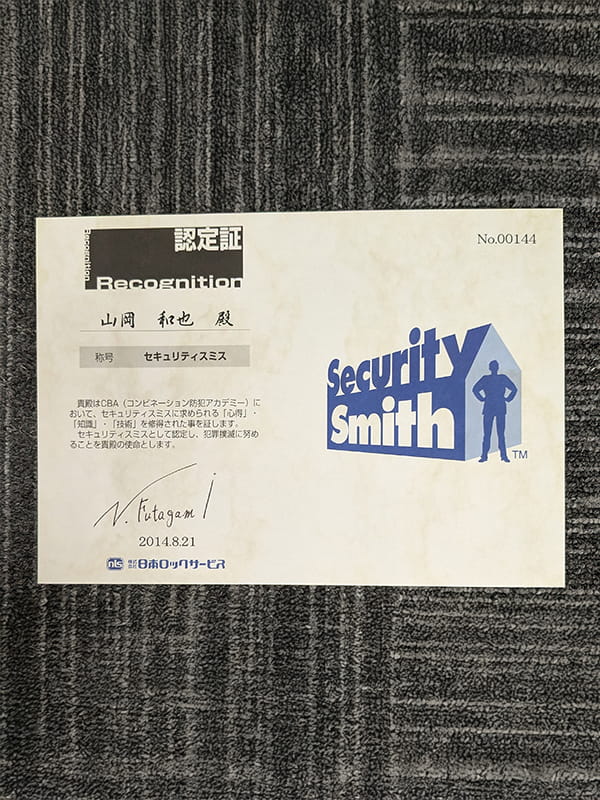 認定証
Recognition
Recognition
No.00144
山岡 和也 殿
称号 セキュリティスミス
貴殿はCBA（コンビネーション防犯アカデミー）に
おいて、セキュリティスミスに求められる「心得」・
「知識」・「技術」を修得された事を証します。
セキュリティスミスとして認定し、犯罪撲滅に努め
ることを貴殿の使命とします。
N. Futagami
2014.8.21
nls 株式会社 日本ロックサービス
Security
Smith
TM